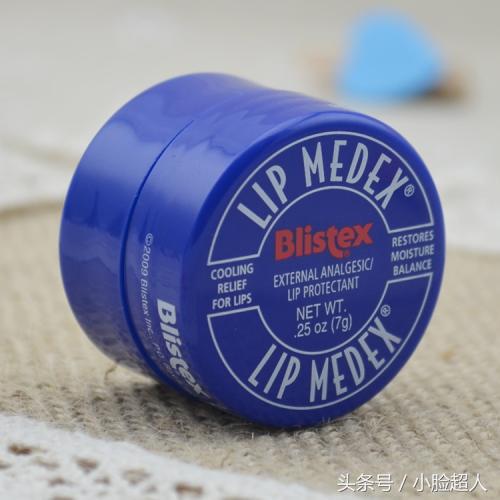 LIP MEDEX®
Blistex®
EXTERNAL ANALGESIC/
LIP PROTECTANT
NET WT.
.25 oz (7g)
COOLING
RELIEF
FOR LIPS
RESTORES
MOISTURE
BALANCE
LIP MEDEX®
©2009 Blistex Inc.
Blistex
头条号 / 小脸超人